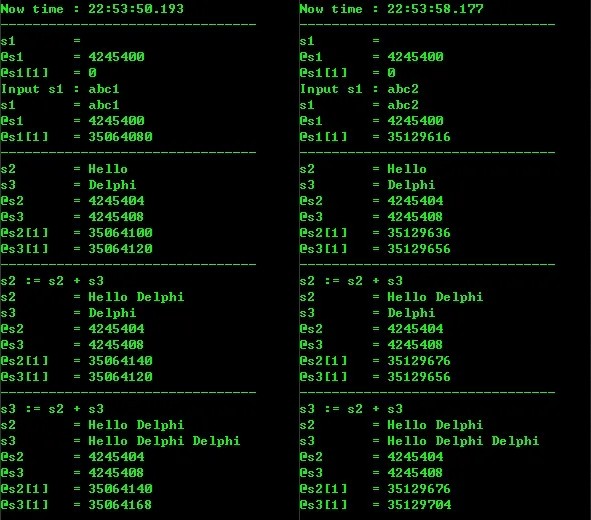 Now time : 22:53:50.193
--------------------------------
s1       =
@s1      = 4245400
@s1[1]   = 0
Input s1 : abc1
s1       = abc1
@s1      = 4245400
@s1[1]   = 35064080
--------------------------------
s2       = Hello
s3       = Delphi
@s2      = 4245404
@s3      = 4245408
@s2[1]   = 35064100
@s3[1]   = 35064120
--------------------------------
s2 := s2 + s3
s2       = Hello Delphi
s3       = Delphi
@s2      = 4245404
@s3      = 4245408
@s2[1]   = 35064140
@s3[1]   = 35064120
--------------------------------
s3 := s2 + s3
s2       = Hello Delphi
s3       = Hello Delphi Delphi
@s2      = 4245404
@s3      = 4245408
@s2[1]   = 35064140
@s3[1]   = 35064168
Now time : 22:53:58.177
--------------------------------
s1       =
@s1      = 4245400
@s1[1]   = 0
Input s1 : abc2
s1       = abc2
@s1      = 4245400
@s1[1]   = 35129616
--------------------------------
s2       = Hello
s3       = Delphi
@s2      = 4245404
@s3      = 4245408
@s2[1]   = 35129636
@s3[1]   = 35129656
--------------------------------
s2 := s2 + s3
s2       = Hello Delphi
s3       = Delphi
@s2      = 4245404
@s3      = 4245408
@s2[1]   = 35129676
@s3[1]   = 35129656
--------------------------------
s3 := s2 + s3
s2       = Hello Delphi
s3       = Hello Delphi Delphi
@s2      = 4245404
@s3      = 4245408
@s2[1]   = 35129676
@s3[1]   = 35129704